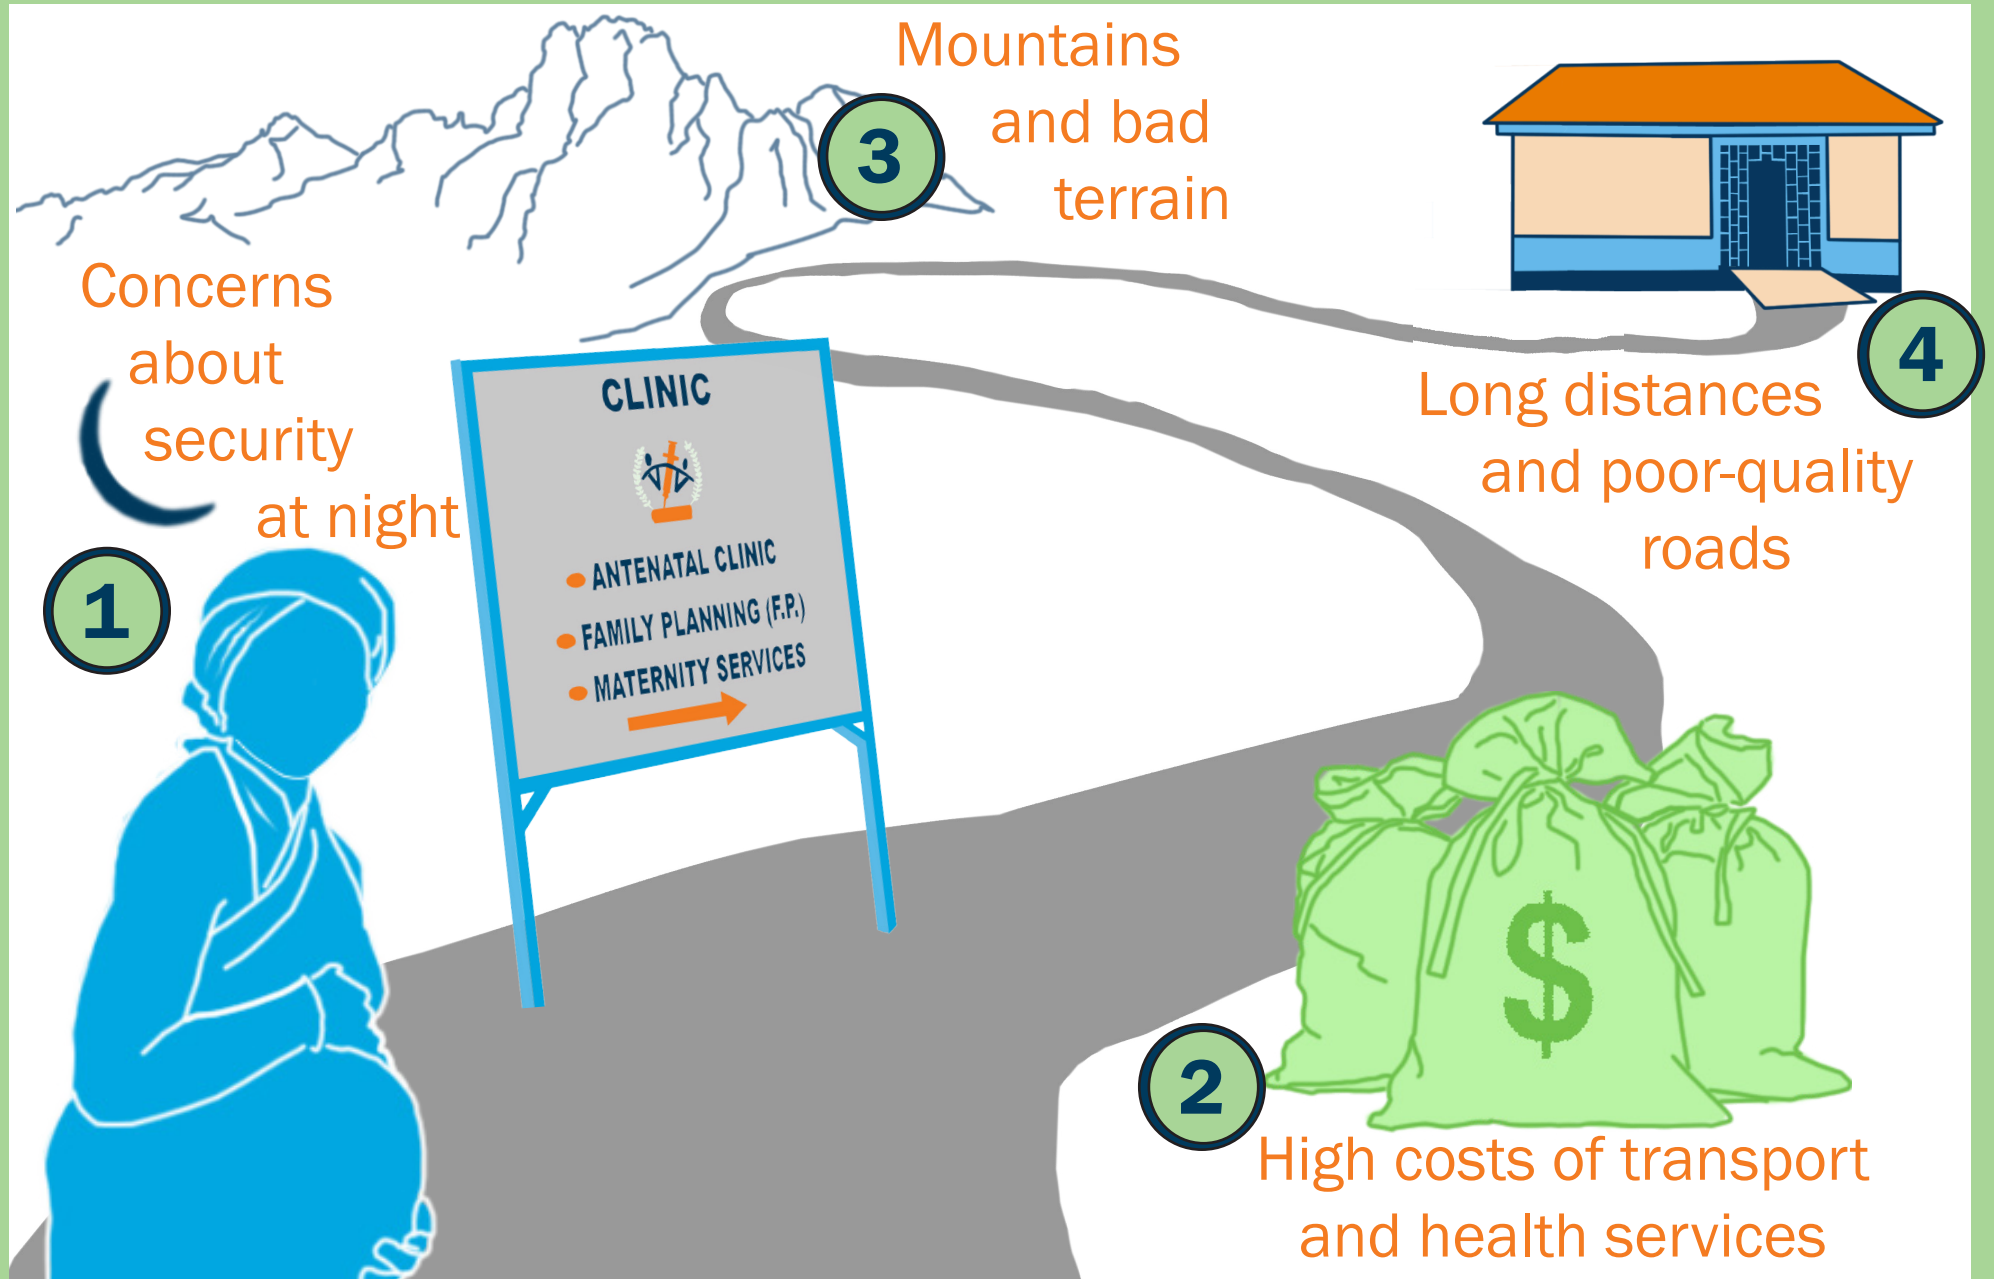 Mountains
and bad
terrain
3
Concerns
about
security
at night
1
CLINIC
ANTENATAL CLINIC
FAMILY PLANNING (F.P.)
MATERNITY SERVICES
4
Long distances
and poor-quality
roads
$
2
High costs of transport
and health services